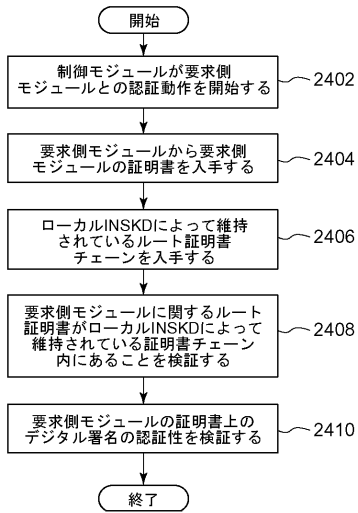 開始
制御モジュールが要求側
モジュールとの認証動作を開始する
2402
要求側モジュールから要求側
モジュールの証明書を入手する
2404
ローカルINSKDによって維持
されているルート証明書
チェーンを入手する
2406
要求側モジュールに関するルート
証明書がローカルINSKDによって
維持されている証明書チェーン
内にあることを検証する
2408
要求側モジュールの証明書上の
デジタル署名の認証性を検証する
2410
終了